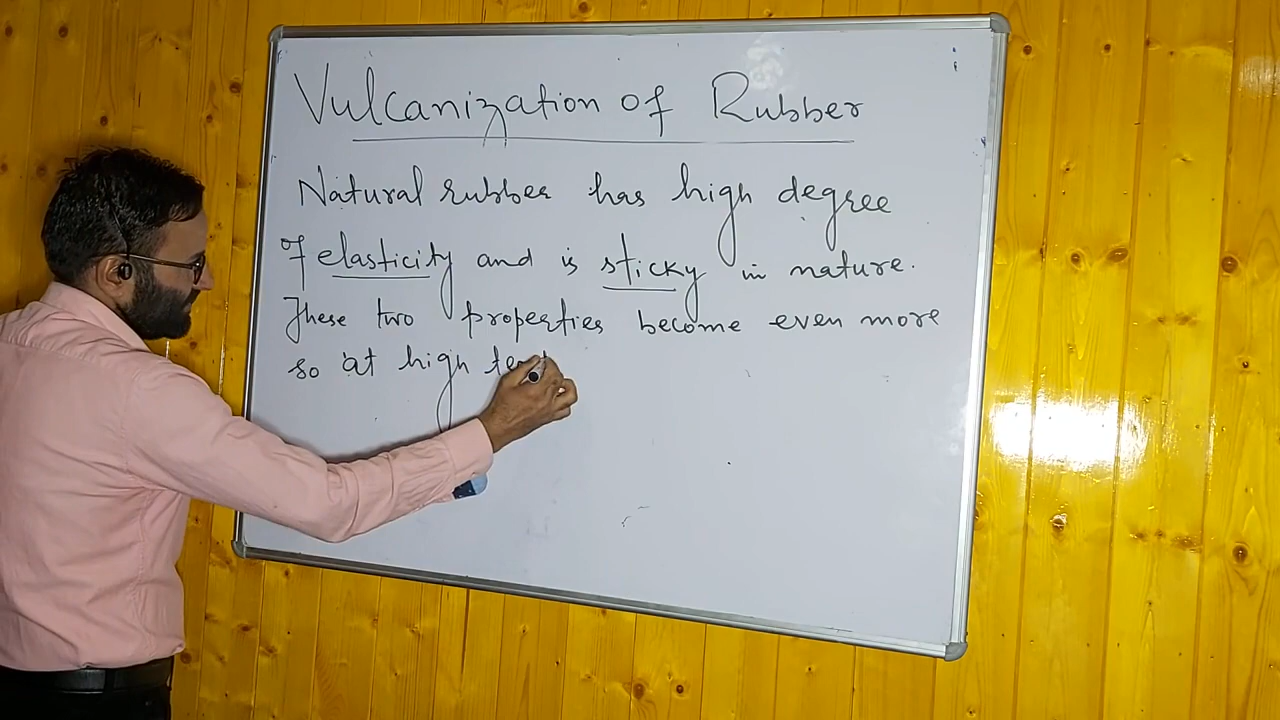 Vulcanization of Rubber
Natural rubber has high degree
of elasticity and is sticky in nature.
These two properties become even more
so at high